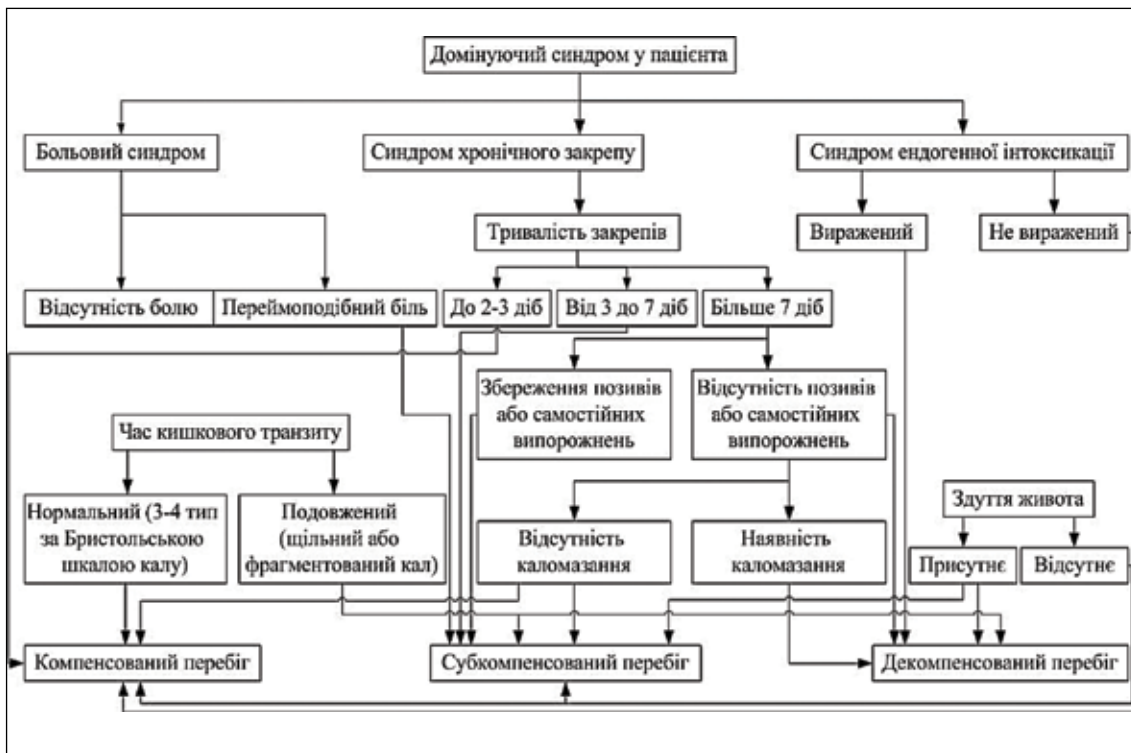 Домінуючий синдром у пацієнта
Больовий синдром
Синдром хронічного закрепу
Синдром ендогенної інтоксикації
Тривалість закрепів
Виражений
Не виражений
Відсутність болю
Переймоподібний біль
До 2-3 діб
Від 3 до 7 діб
Більше 7 діб
Збереження позивів
або самостійних
випорожнень
Відсутність позивів
або самостійних
випорожнень
Час кишкового транзиту
Нормальний (3-4 тип
за Бристольською
шкалою калу)
Подовжений
(щільний або
фрагментований кал)
Відсутність
каломазання
Наявність
каломазання
Здуття живота
Присутнє
Відсутнє
Компенсований перебіг
Субкомпенсований перебіг
Декомпенсований перебіг